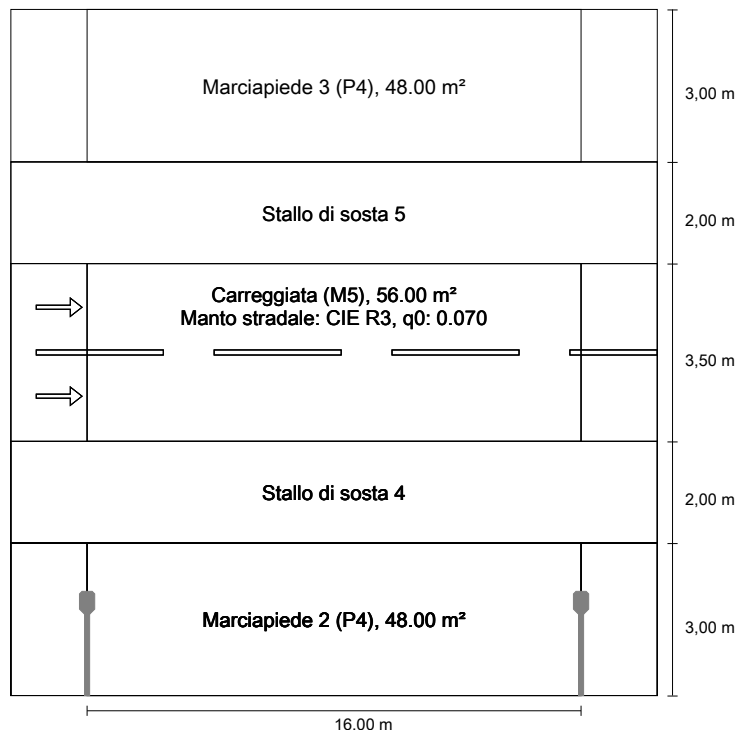 Marciapiede 3 (P4), 48.00 m²
3,00 m
Stallo di sosta 5
2,00 m
Carreggiata (M5), 56.00 m²
Manto stradale: CIE R3, q0: 0.070
3,50 m
Stallo di sosta 4
2,00 m
Marciapiede 2 (P4), 48.00 m²
3,00 m
16.00 m